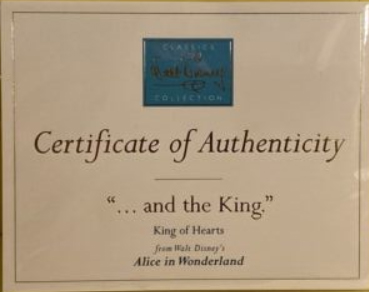 CLASSICS
Walt Disney
COLLECTION
Certificate of Authenticity
“... and the King.”
King of Hearts
from Walt Disney's
Alice in Wonderland